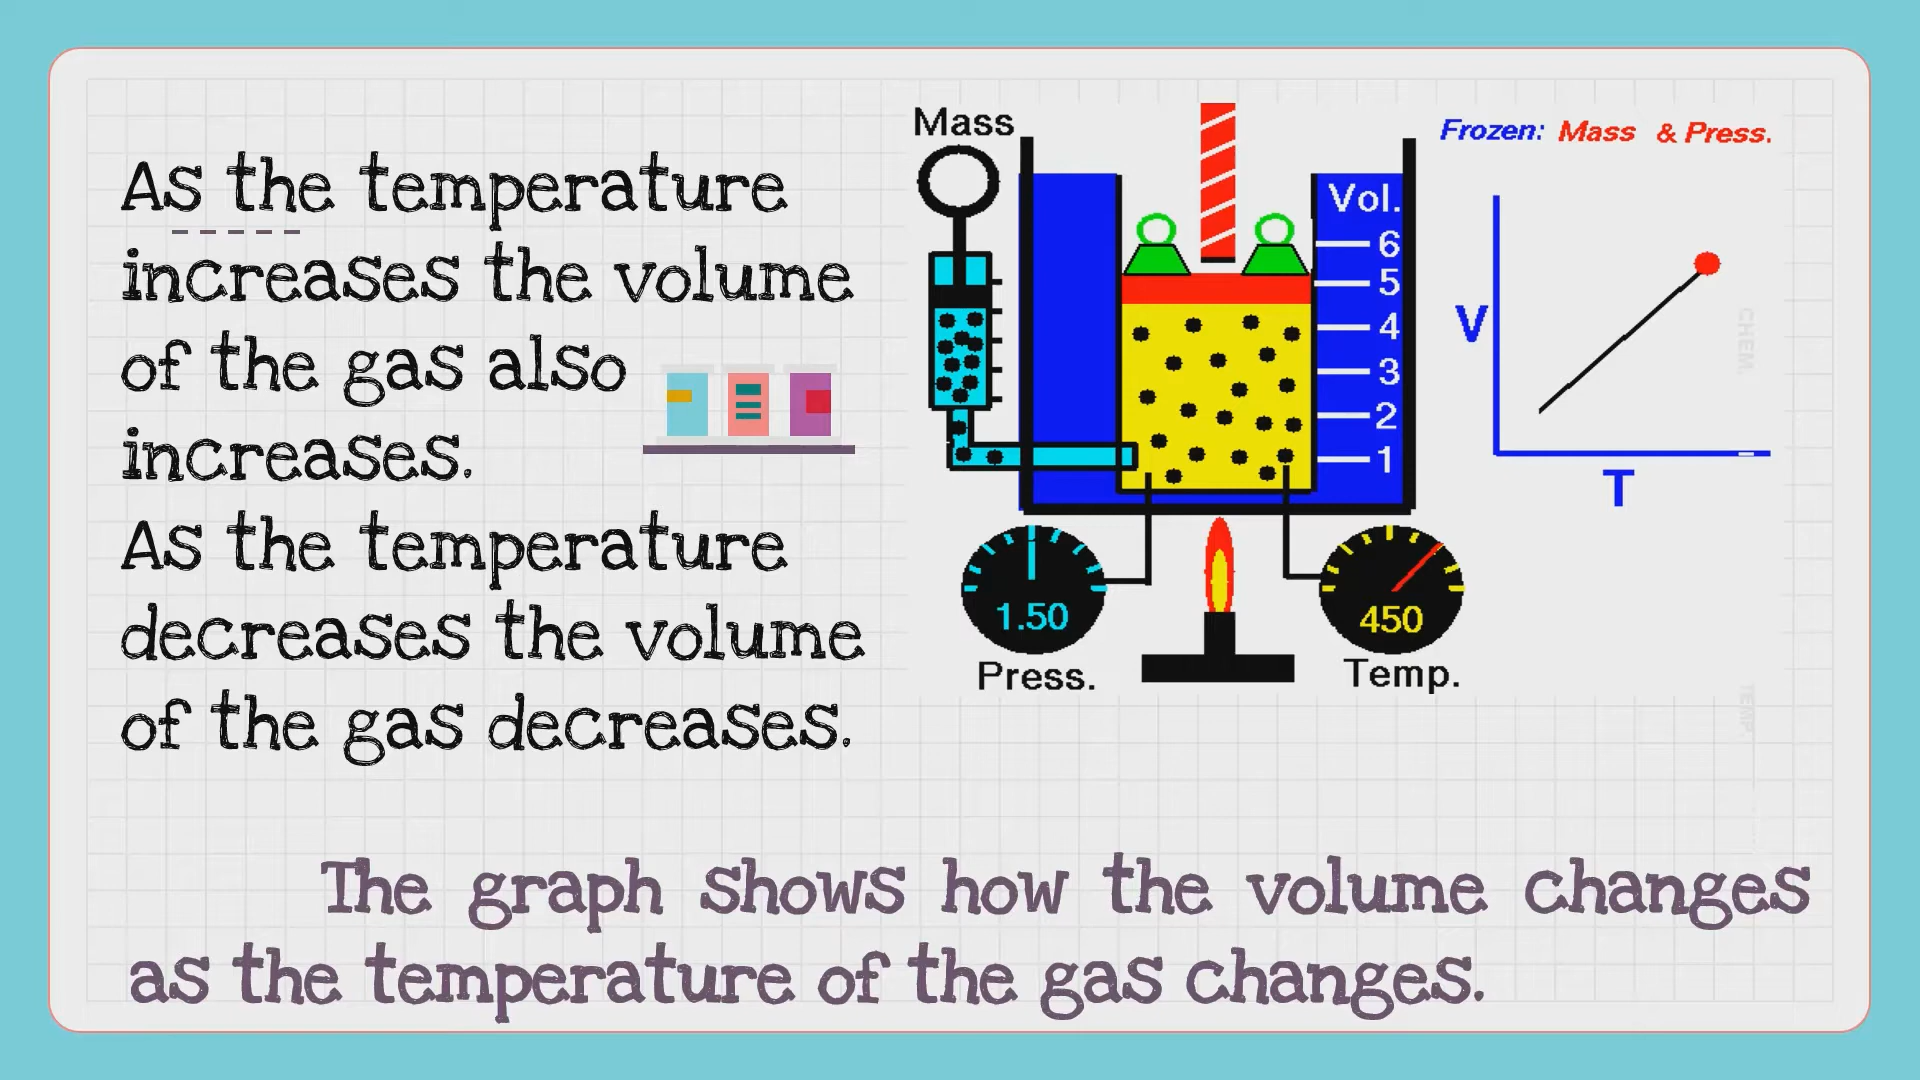 As the temperature
increases the volume
of the gas also
increases.
As the temperature
decreases the volume
of the gas decreases.
Mass
Vol.
6
5
4
3
2
1
1.50
Press.
450
Temp.
Frozen: Mass & Press.
V
T
CHEM.
TEMP.
The graph shows how the volume changes
as the temperature of the gas changes.